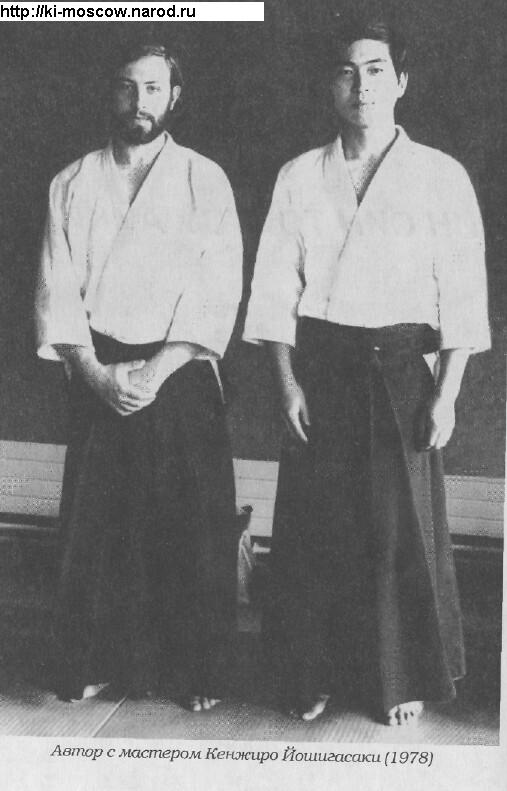 http://ki-moscow.narod.ru
Автор с мастером Кенжиро Йошигасаки (1978)